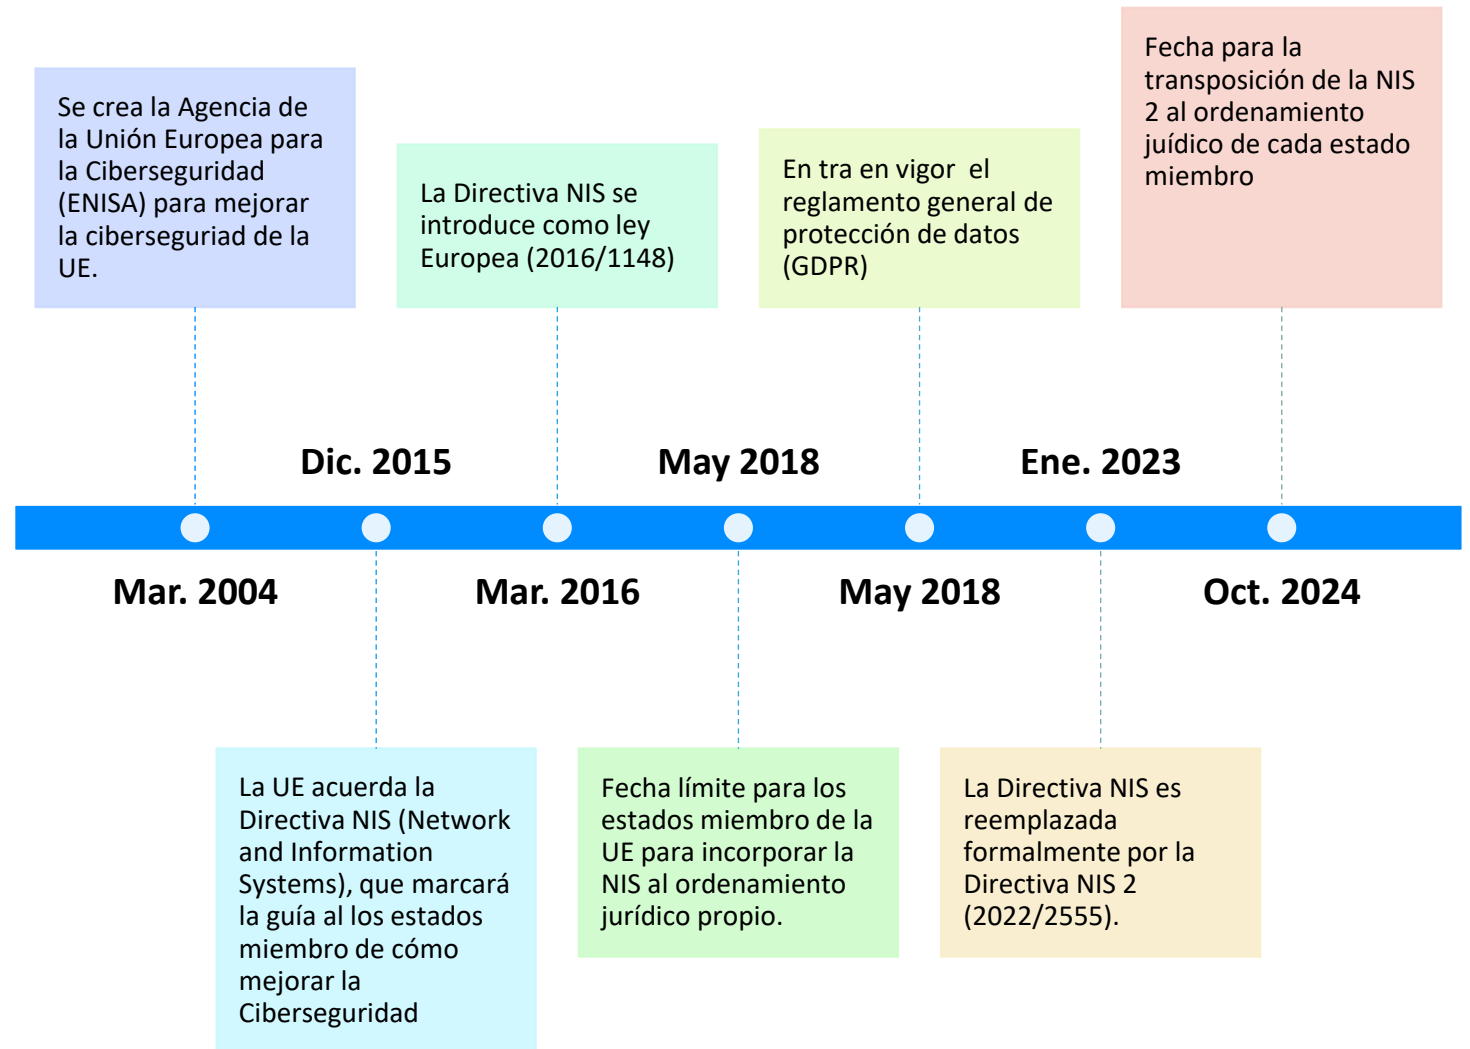 Se crea la Agencia de
la Unión Europea para
la Ciberseguridad
(ENISA) para mejorar
la ciberseguriad de la
UE.
La Directiva NIS se
introduce como ley
Europea (2016/1148)
En tra en vigor  el
reglamento general de
protección de datos
(GDPR)
Fecha para la
transposición de la NIS
2 al ordenamiento
juídico de cada estado
miembro
Dic. 2015
May 2018
Ene. 2023
Mar. 2004
Mar. 2016
May 2018
Oct. 2024
La UE acuerda la
Directiva NIS (Network
and Information
Systems), que marcará
la guía al los estados
miembro de cómo
mejorar la
Ciberseguridad
Fecha límite para los
estados miembro de la
UE para incorporar la
NIS al ordenamiento
jurídico propio.
La Directiva NIS es
reemplazada
formalmente por la
Directiva NIS 2
(2022/2555).